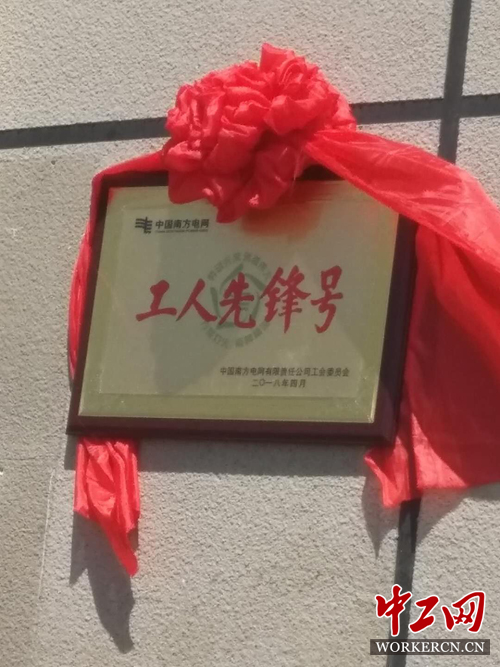 中国南方电网
工人先锋号
中国南方电网有限责任公司工会委员会
二〇一八年四月
中工网
WORKERCN.CN